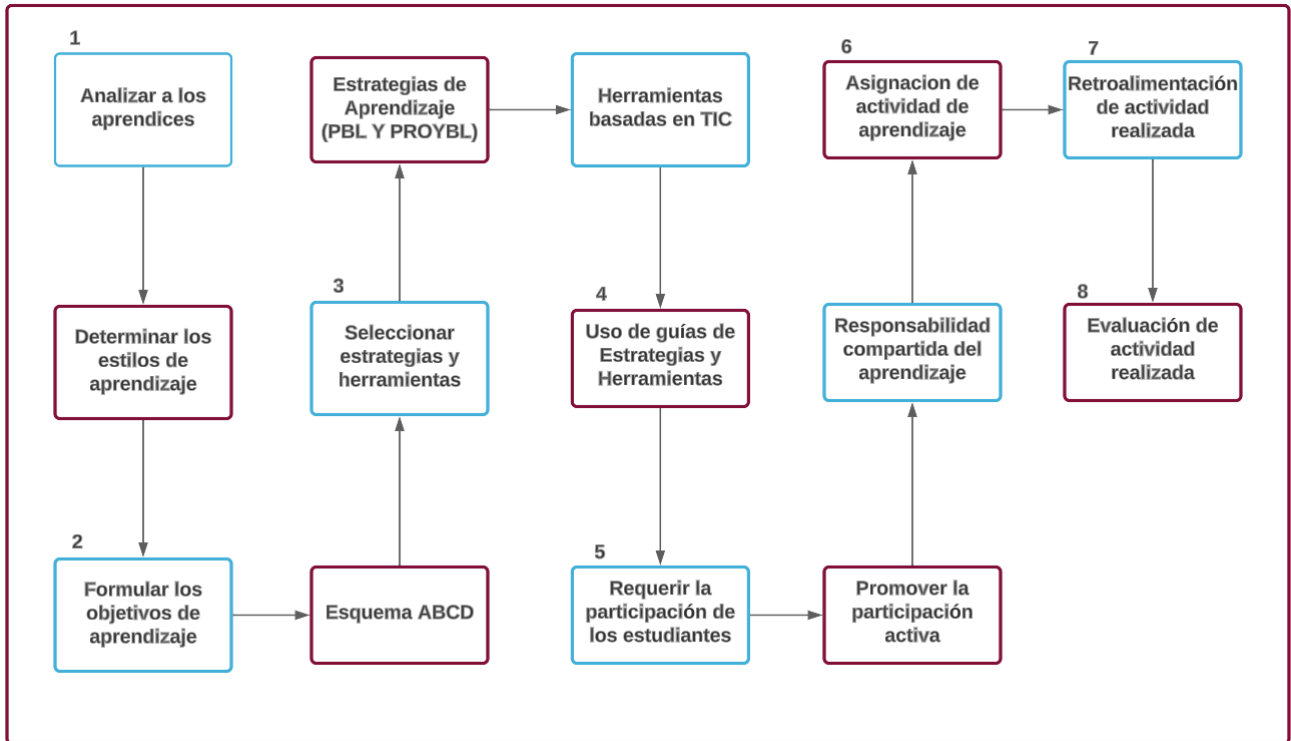 1
Analizar a los
aprendices
Determinar los
estilos de
aprendizaje
2
Formular los
objetivos de
aprendizaje
Esquema ABCD
3
Seleccionar
estrategias y
herramientas
Estrategias de
Aprendizaje
(PBL Y PROYBL)
Herramientas
basadas en TIC
4
Uso de guías de
Estrategias y
Herramientas
5
Requerir la
participación de
los estudiantes
Promover la
participación
activa
Responsabilidad
compartida del
aprendizaje
6
Asignacion de
actividad de
aprendizaje
7
Retroalimentación
de actividad
realizada
8
Evaluación de
actividad
realizada